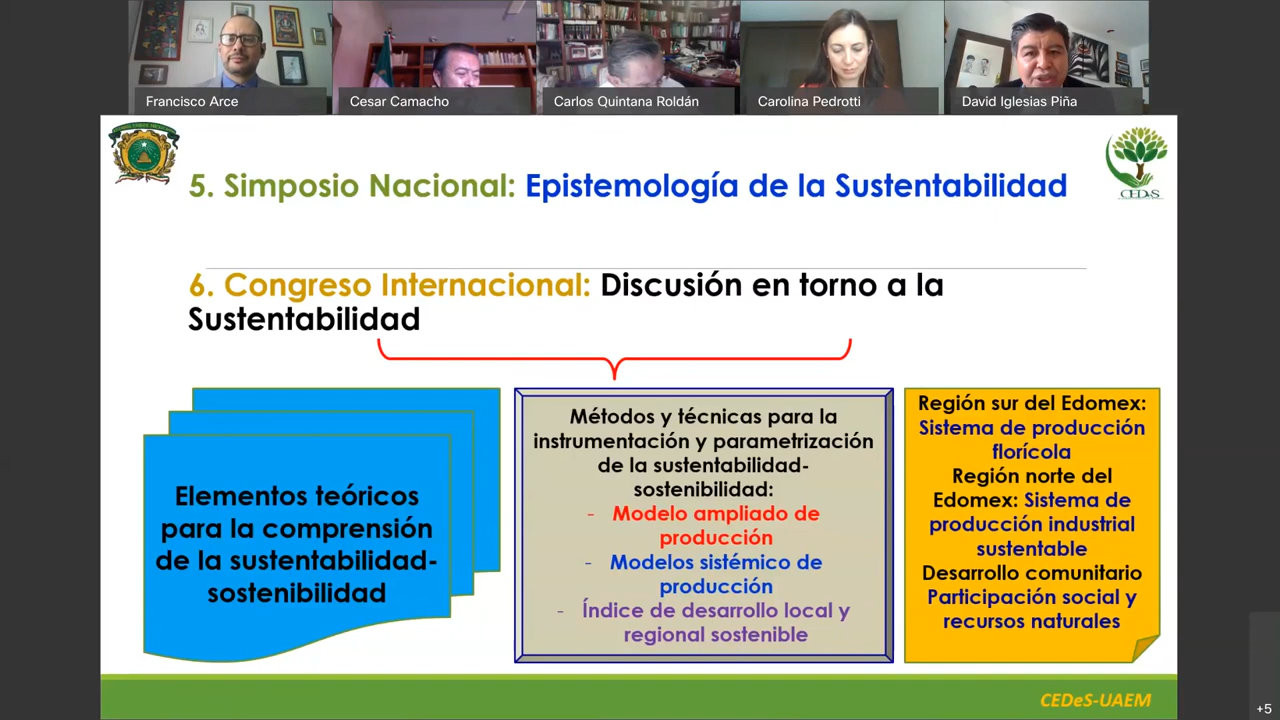 Francisco Arce
Cesar Camacho
Carlos Quintana Roldán
Carolina Pedrotti
David Iglesias Piña
CEDeS
5. Simposio Nacional: Epistemología de la Sustentabilidad
6. Congreso Internacional: Discusión en torno a la
Sustentabilidad
Elementos teóricos
para la comprensión
de la sustentabilidad-
sostenibilidad
Métodos y técnicas para la
instrumentación y parametrización
de la sustentabilidad-
sostenibilidad:
- Modelo ampliado de
producción
- Modelos sistémico de
producción
- Índice de desarrollo local y
regional sostenible
Región sur del Edomex:
Sistema de producción
florícola
Región norte del
Edomex: Sistema de
producción industrial
sustentable
Desarrollo comunitario
Participación social y
recursos naturales
CEDeS-UAEM
+5